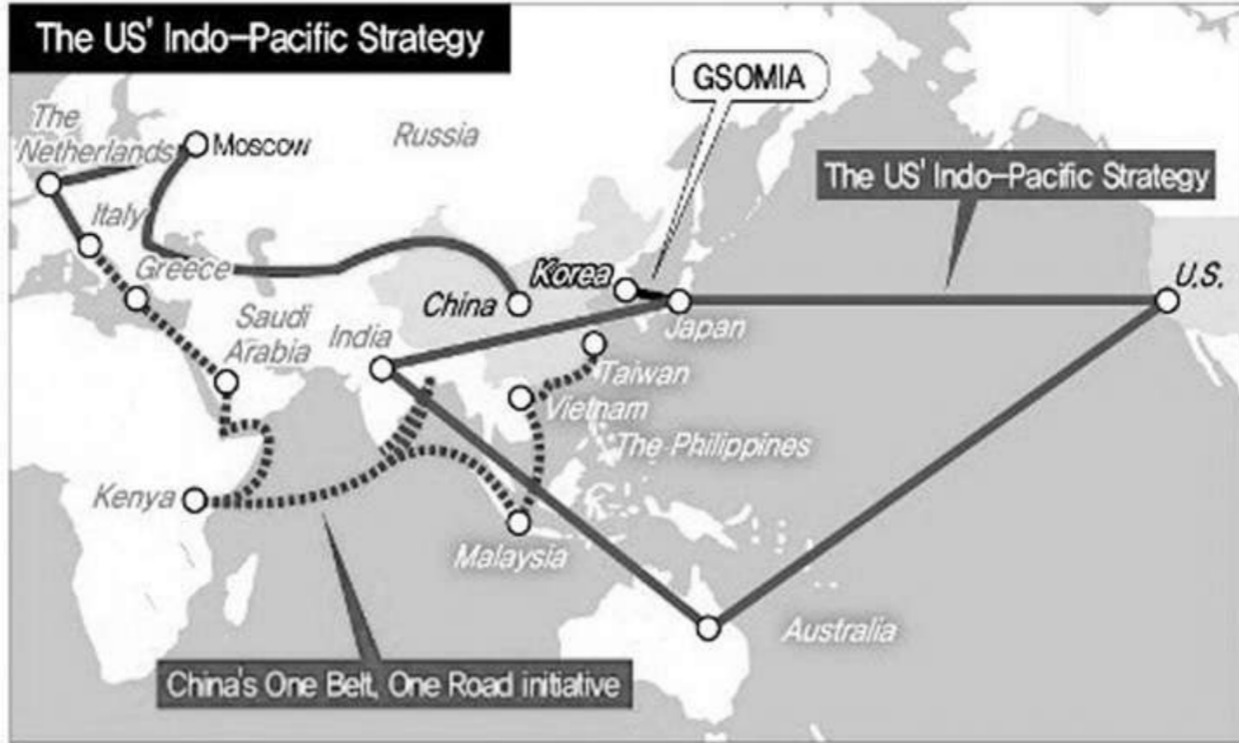 The US' Indo-Pacific Strategy
GSOMIA
The
Netherlands
Moscow
Russia
The US' Indo-Pacific Strategy
Italy
Greece
Korea
U.S.
China
Saudi
Arabia
India
Japan
Taiwan
Vietnam
The Philippines
Kenya
Malaysia
Australia
China's One Belt, One Road initiative